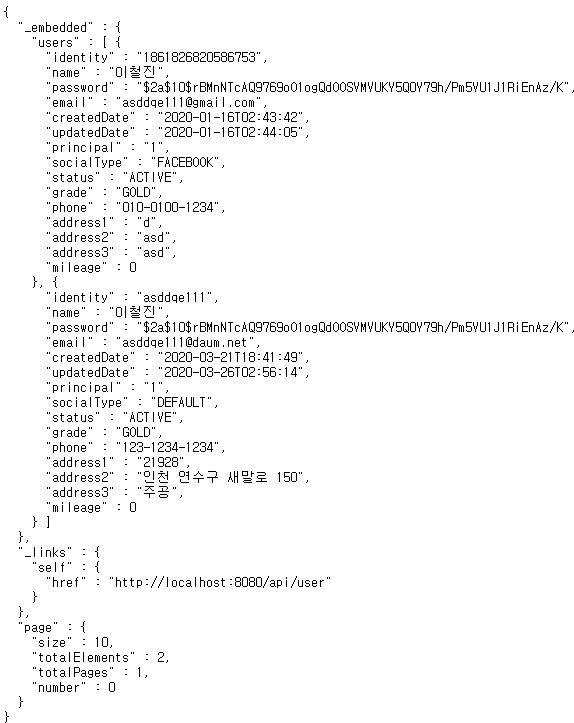 {
  "_embedded" : {
    "users" : [ {
      "identity" : "1861826820586753",
      "name" : "이철진",
      "password" : "$2a$10$rBMnNTcAQ9769oO1ogQdOOSVMVUKV5QOY79h/Pm5VU1J1RiEnAz/K",
      "email" : "asddqe111@gmail.com",
      "createdDate" : "2020-01-16T02:43:42",
      "updatedDate" : "2020-01-16T02:44:05",
      "principal" : "1",
      "socialType" : "FACEBOOK",
      "status" : "ACTIVE",
      "grade" : "GOLD",
      "phone" : "010-0100-1234",
      "address1" : "d",
      "address2" : "asd",
      "address3" : "asd",
      "mileage" : 0
    }, {
      "identity" : "asddqe111",
      "name" : "이철진",
      "password" : "$2a$10$rBMnNTcAQ9769oO1ogQdOOSVMVUKV5QOY79h/Pm5VU1J1RiEnAz/K",
      "email" : "asddqe111@daum.net",
      "createdDate" : "2020-03-21T18:41:49",
      "updatedDate" : "2020-03-26T02:56:14",
      "principal" : "1",
      "socialType" : "DEFAULT",
      "status" : "ACTIVE",
      "grade" : "GOLD",
      "phone" : "123-1234-1234",
      "address1" : "21928",
      "address2" : "인천 연수구 새말로 150",
      "address3" : "주공",
      "mileage" : 0
    } ]
  },
  "_links" : {
    "self" : {
      "href" : "http://localhost:8080/api/user"
    }
  },
  "page" : {
    "size" : 10,
    "totalElements" : 2,
    "totalPages" : 1,
    "number" : 0
  }
}